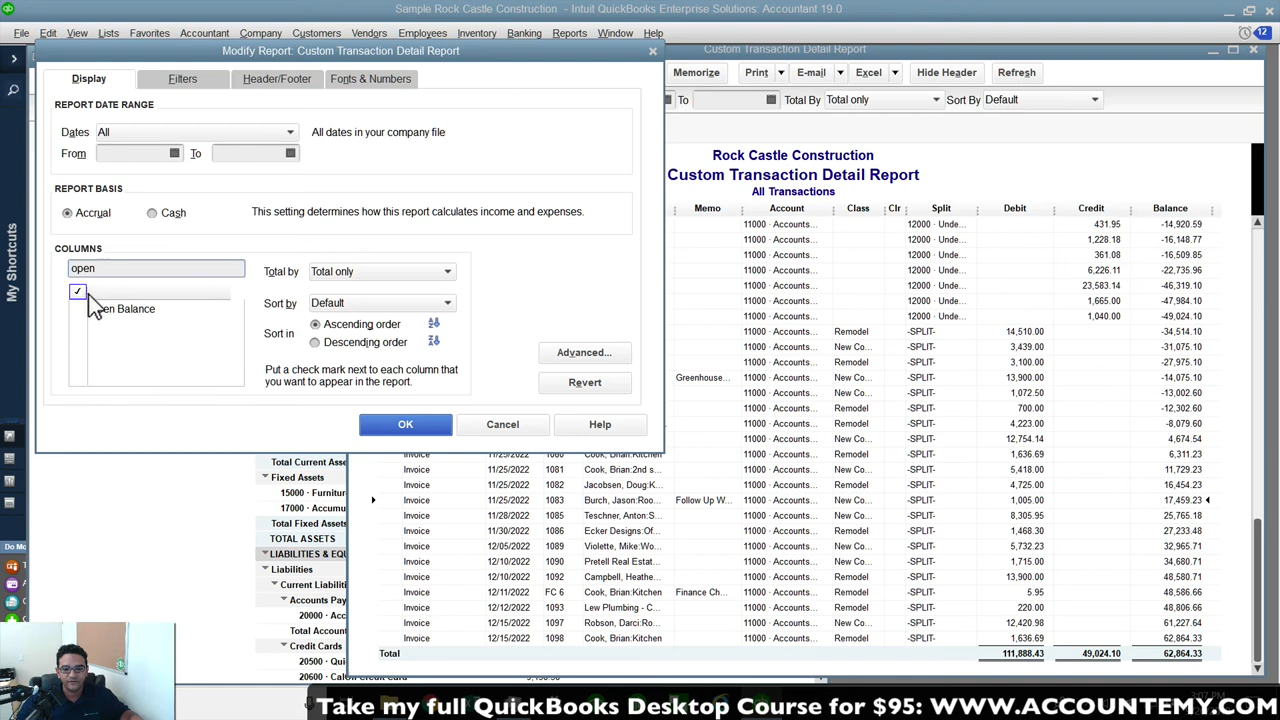 Sample Rock Castle Construction - Intuit QuickBooks Enterprise Solutions: Accountant 19.0
File Edit View Lists Favorites Accountant Company Customers Vendors Employees Inventory Banking Reports Window Help 12
Modify Report: Custom Transaction Detail Report
Custom Transaction Detail Report
Display Filters Header/Footer Fonts & Numbers
Memorize Print E-mail Excel Hide Header Refresh
To Total By Total only Sort By Default
REPORT DATE RANGE
Dates All All dates in your company file
From To
REPORT BASIS
Accrual Cash This setting determines how this report calculates income and expenses.
COLUMNS
open
en Balance
Total by Total only
Sort by Default
Sort in Ascending order
Descending order
Put a check mark next to each column that
you want to appear in the report.
Advanced...
Revert
OK Cancel Help
My Shortcuts
Do Mo
Rock Castle Construction
Custom Transaction Detail Report
All Transactions
Memo Account Class Clr Split Debit Credit Balance
11000 · Accounts... 12000 · Unde... 431.95 -14,920.59
11000 · Accounts... 12000 · Unde... 1,228.18 -16,148.77
11000 · Accounts... 12000 · Unde... 361.08 -16,509.85
11000 · Accounts... 12000 · Unde... 6,226.11 -22,735.96
11000 · Accounts... 12000 · Unde... 23,583.14 -46,319.10
11000 · Accounts... 12000 · Unde... 1,665.00 -47,984.10
11000 · Accounts... 12000 · Unde... 1,040.00 -49,024.10
11000 · Accounts... Remodel -SPLIT- 14,510.00 -34,514.10
11000 · Accounts... New Co... -SPLIT- 3,439.00 -31,075.10
11000 · Accounts... Remodel -SPLIT- 3,100.00 -27,975.10
Greenhouse... 11000 · Accounts... New Co... -SPLIT- 13,900.00 -14,075.10
11000 · Accounts... New Co... -SPLIT- 1,072.50 -13,002.60
11000 · Accounts... Remodel -SPLIT- 700.00 -12,302.60
11000 · Accounts... Remodel -SPLIT- 4,223.00 -8,079.60
11000 · Accounts... New Co... -SPLIT- 12,754.14 4,674.54
Invoice 11/25/2022 1080 Cook, Brian:Kitchen 11000 · Accounts... Remodel -SPLIT- 1,636.69 6,311.23
Invoice 11/25/2022 1081 Cook, Brian:2nd s... 11000 · Accounts... New Co... -SPLIT- 5,418.00 11,729.23
Invoice 11/25/2022 1082 Jacobsen, Doug:K... 11000 · Accounts... Remodel -SPLIT- 4,725.00 16,454.23
Invoice 11/25/2022 1083 Burch, Jason:Roo... Follow Up W... 11000 · Accounts... New Co... -SPLIT- 1,005.00 17,459.23
Invoice 11/28/2022 1085 Teschner, Anton:S... 11000 · Accounts... New Co... -SPLIT- 8,305.95 25,765.18
Invoice 11/30/2022 1086 Ecker Designs:Of... 11000 · Accounts... Remodel -SPLIT- 1,468.30 27,233.48
Invoice 12/05/2022 1089 Violette, Mike:Wo... 11000 · Accounts... New Co... -SPLIT- 5,732.23 32,965.71
Invoice 12/10/2022 1090 Pretell Real Estat... 11000 · Accounts... New Co... -SPLIT- 1,715.00 34,680.71
Invoice 12/10/2022 1092 Campbell, Heathe... 11000 · Accounts... Remodel -SPLIT- 13,900.00 48,580.71
Invoice 12/11/2022 FC 6 Cook, Brian:Kitchen Finance Ch... 11000 · Accounts... Remodel -SPLIT- 5.95 48,586.66
Invoice 12/12/2022 1093 Lew Plumbing - C... 11000 · Accounts... Remodel -SPLIT- 220.00 48,806.66
Invoice 12/15/2022 1097 Robson, Darci:Ro... 11000 · Accounts... New Co... -SPLIT- 12,420.98 61,227.64
Invoice 12/15/2022 1098 Cook, Brian:Kitchen 11000 · Accounts... Remodel -SPLIT- 1,636.69 62,864.33
Total 111,888.43 49,024.10 62,864.33
Total Current Asse
Fixed Assets
15000 · Furnitur
17000 · Accumu
Total Fixed Assets
TOTAL ASSETS
LIABILITIES & EQU
Liabilities
Current Liabilities
Accounts Pay
20000 · Acc
Total Accoun
Credit Cards
20500 · Qui
Take my full QuickBooks Desktop Course for $95: WWW.ACCOUNTEMY.COM